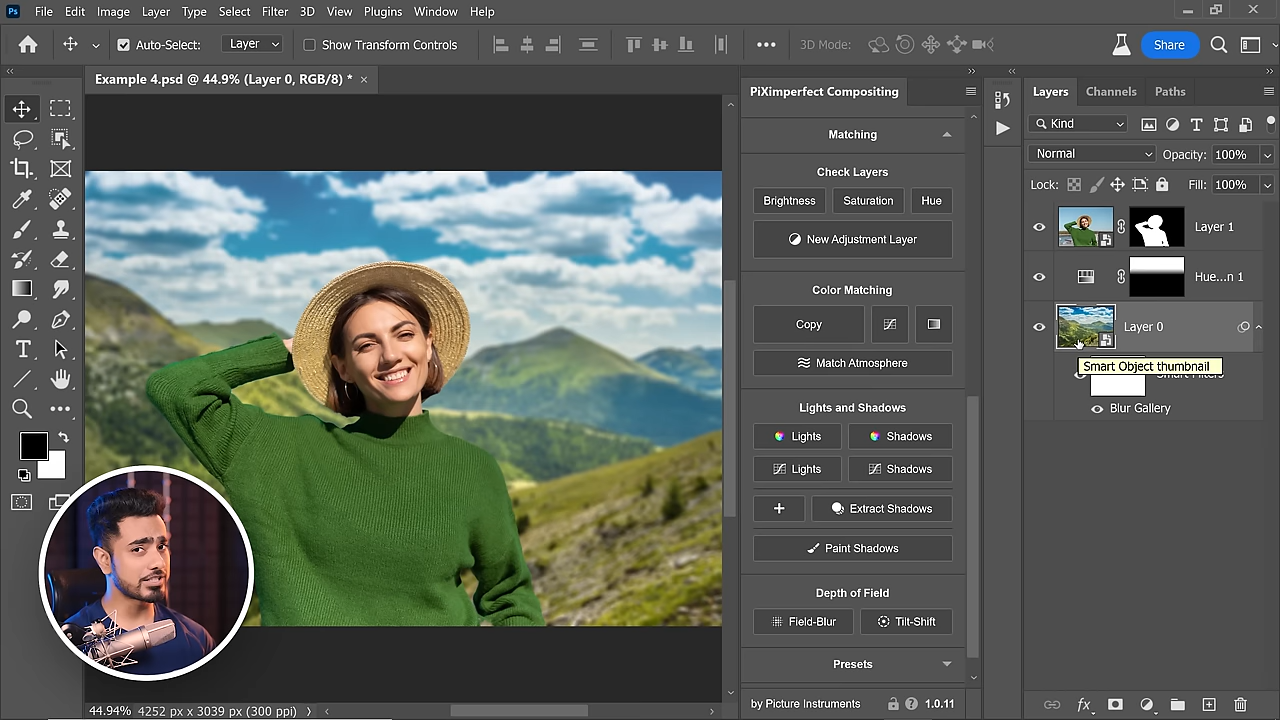 Ps File Edit Image Layer Type Select Filter 3D View Plugins Window Help
Auto-Select: Layer Show Transform Controls 3D Mode: Share
Example 4.psd @ 44.9% (Layer 0, RGB/8) *
PiXimperfect Compositing
Matching
Check Layers
Brightness Saturation Hue
New Adjustment Layer
Color Matching
Copy
Match Atmosphere
Lights and Shadows
Lights Shadows
Lights Shadows
+ Extract Shadows
Paint Shadows
Depth of Field
Field-Blur Tilt-Shift
Presets
by Picture Instruments 1.0.11
Layers Channels Paths
Kind
Normal Opacity: 100%
Lock: Fill: 100%
Layer 1
Hue...n 1
Layer 0
Smart Object thumbnail
Smart Filters
Blur Gallery
44.94% 4252 px x 3039 px (300 ppi)